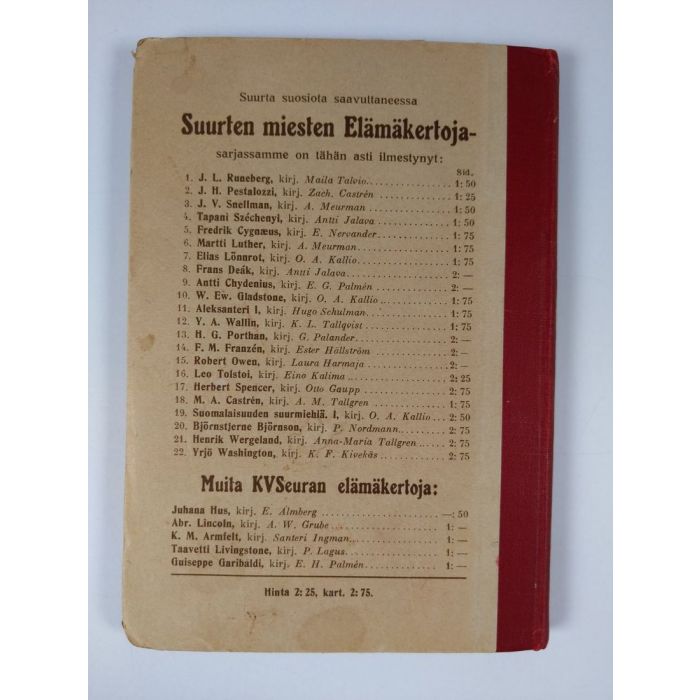 Suurta suosiota saavuttaneessa
Suurten miesten Elämäkertoja-
sarjassamme on tähän asti ilmestynyt:
Sid.
1. J. L. Runeberg, kirj. Maila Talvio.. 1: 50
2. J. H. Pestalozzi, kirj. Zach. Castrén 1: 25
3. J. V. Snellman, kirj. A. Meurman 1: 50
4. Tapani Széchenyi, kirj. Antti Jalava 1: 50
5. Fredrik Cygnæus, kirj. E. Nervander 1: 75
6. Martti Luther, kirj. A. Meurman 1: 75
7. Elias Lönnrot, kirj. O. A. Kallio 1: 75
8. Frans Deák, kirj. Antti Jalava 2: —
9. Antti Chydenius, kirj. E. G. Palmén 2: —
10. W. Ew. Gladstone, kirj. O. A. Kallio 1: 75
11. Aleksanteri I, kirj. Hugo Schulman 1: 75
12. Y. A. Wallin, kirj. K. L. Tallqvist 1: 75
13. H. G. Porthan, kirj. G. Palander 2: —
14. F. M. Franzén, kirj. Ester Hällström 2: —
15. Robert Owen, kirj. Laura Harmaja 2: —
16. Leo Tolstoi, kirj. Eino Kalima 2: 25
17. Herbert Spencer, kirj. Otto Gaupp 2: 75
18. M. A. Castrén, kirj. A. M. Tallgren 1: 75
19. Suomalaisuuden suurmiehiä. I, kirj. O. A. Kallio 2: 50
20. Björnstjerne Björnson, kirj. P. Nordmann.. 2: 75
21. Henrik Wergeland, kirj. Anna-Maria Tallgren 2: 75
22. Yrjö Washington, kirj. K. F. Kivekäs 2: 75
Muita KVSeuran elämäkertoja:
Juhana Hus, kirj. E. Almberg —: 50
Abr. Lincoln, kirj. A. W. Grube 1: —
K. M. Armfelt, kirj. Santeri Ingman 1: —
Taavetti Livingstone, kirj. P. Lagus 1: —
Guiseppe Garibaldi, kirj. E. H. Palmén 1: —
Hinta 2: 25, kart. 2: 75.